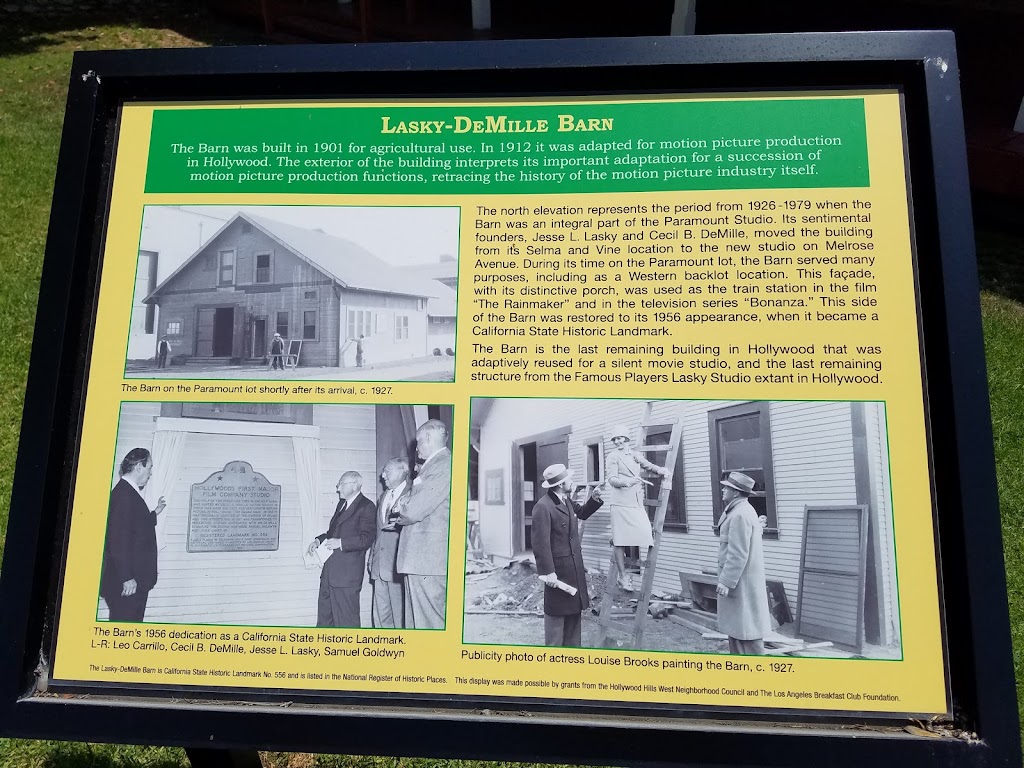 LASKY-DEMILLE BARN
The Barn was built in 1901 for agricultural use. In 1912 it was adapted for motion picture production
in Hollywood. The exterior of the building interprets its important adaptation for a succession of
motion picture production functions, retracing the history of the motion picture industry itself.
The north elevation represents the period from 1926-1979 when the
Barn was an integral part of the Paramount Studio. Its sentimental
founders, Jesse L. Lasky and Cecil B. DeMille, moved the building
from it's Selma and Vine location to the new studio on Melrose
Avenue. During its time on the Paramount lot, the Barn served many
purposes, including as a Western backlot location. This façade,
with its distinctive porch, was used as the train station in the film
“The Rainmaker” and in the television series “Bonanza.” This side
of the Barn was restored to its 1956 appearance, when it became a
California State Historic Landmark.
The Barn is the last remaining building in Hollywood that was
adaptively reused for a silent movie studio, and the last remaining
structure from the Famous Players Lasky Studio extant in Hollywood.
The Barn on the Paramount lot shortly after its arrival, c. 1927.
HOLLYWOOD'S FIRST MAJOR
FILM COMPANY STUDIO
REGISTERED LANDMARK NO. 554
The Barn's 1956 dedication as a California State Historic Landmark.
L-R: Leo Carrillo, Cecil B. DeMille, Jesse L. Lasky, Samuel Goldwyn
Publicity photo of actress Louise Brooks painting the Barn, c. 1927.
The Lasky-DeMille Barn is California State Historic Landmark No. 556 and is listed in the National Register of Historic Places. This display was made possible by grants from the Hollywood Hills West Neighborhood Council and The Los Angeles Breakfast Club Foundation.